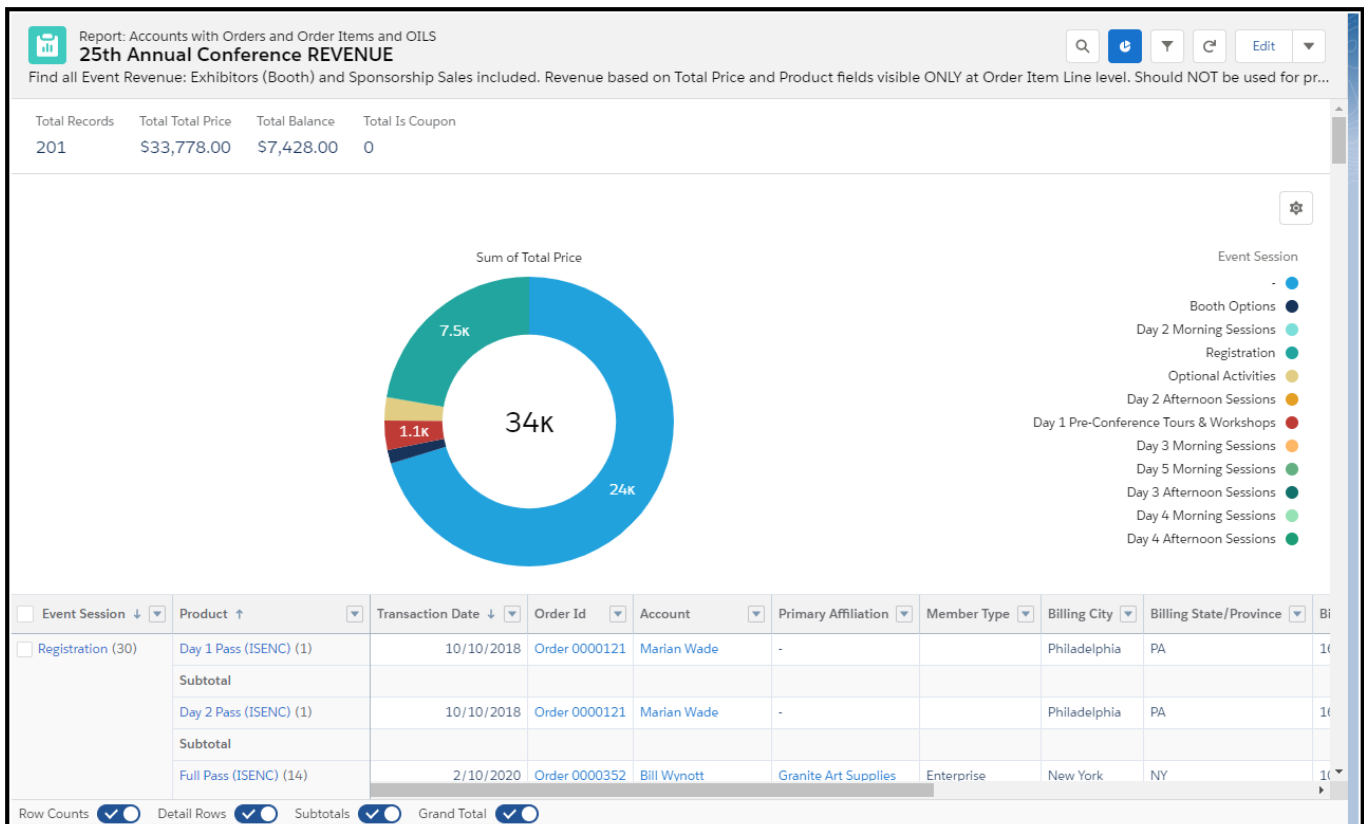 Report: Accounts with Orders and Order Items and OILS
25th Annual Conference REVENUE
Edit
Find all Event Revenue: Exhibitors (Booth) and Sponsorship Sales included. Revenue based on Total Price and Product fields visible ONLY at Order Item Line level. Should NOT be used for pr...
Total Records Total Total Price Total Balance Total Is Coupon
201 $33,778.00 $7,428.00 0
Sum of Total Price
7.5K
1.1K
34K
24K
Event Session
-
Booth Options
Day 2 Morning Sessions
Registration
Optional Activities
Day 2 Afternoon Sessions
Day 1 Pre-Conference Tours & Workshops
Day 3 Morning Sessions
Day 5 Morning Sessions
Day 3 Afternoon Sessions
Day 4 Morning Sessions
Day 4 Afternoon Sessions
Event Session ↓ Product ↑ Transaction Date ↓ Order Id Account Primary Affiliation Member Type Billing City Billing State/Province
Registration (30) Day 1 Pass (ISENC) (1) 10/10/2018 Order 0000121 Marian Wade - Philadelphia PA
Subtotal
Day 2 Pass (ISENC) (1) 10/10/2018 Order 0000121 Marian Wade - Philadelphia PA
Subtotal
Full Pass (ISENC) (14) 2/10/2020 Order 0000352 Bill Wynott Granite Art Supplies Enterprise New York NY
Row Counts Detail Rows Subtotals Grand Total